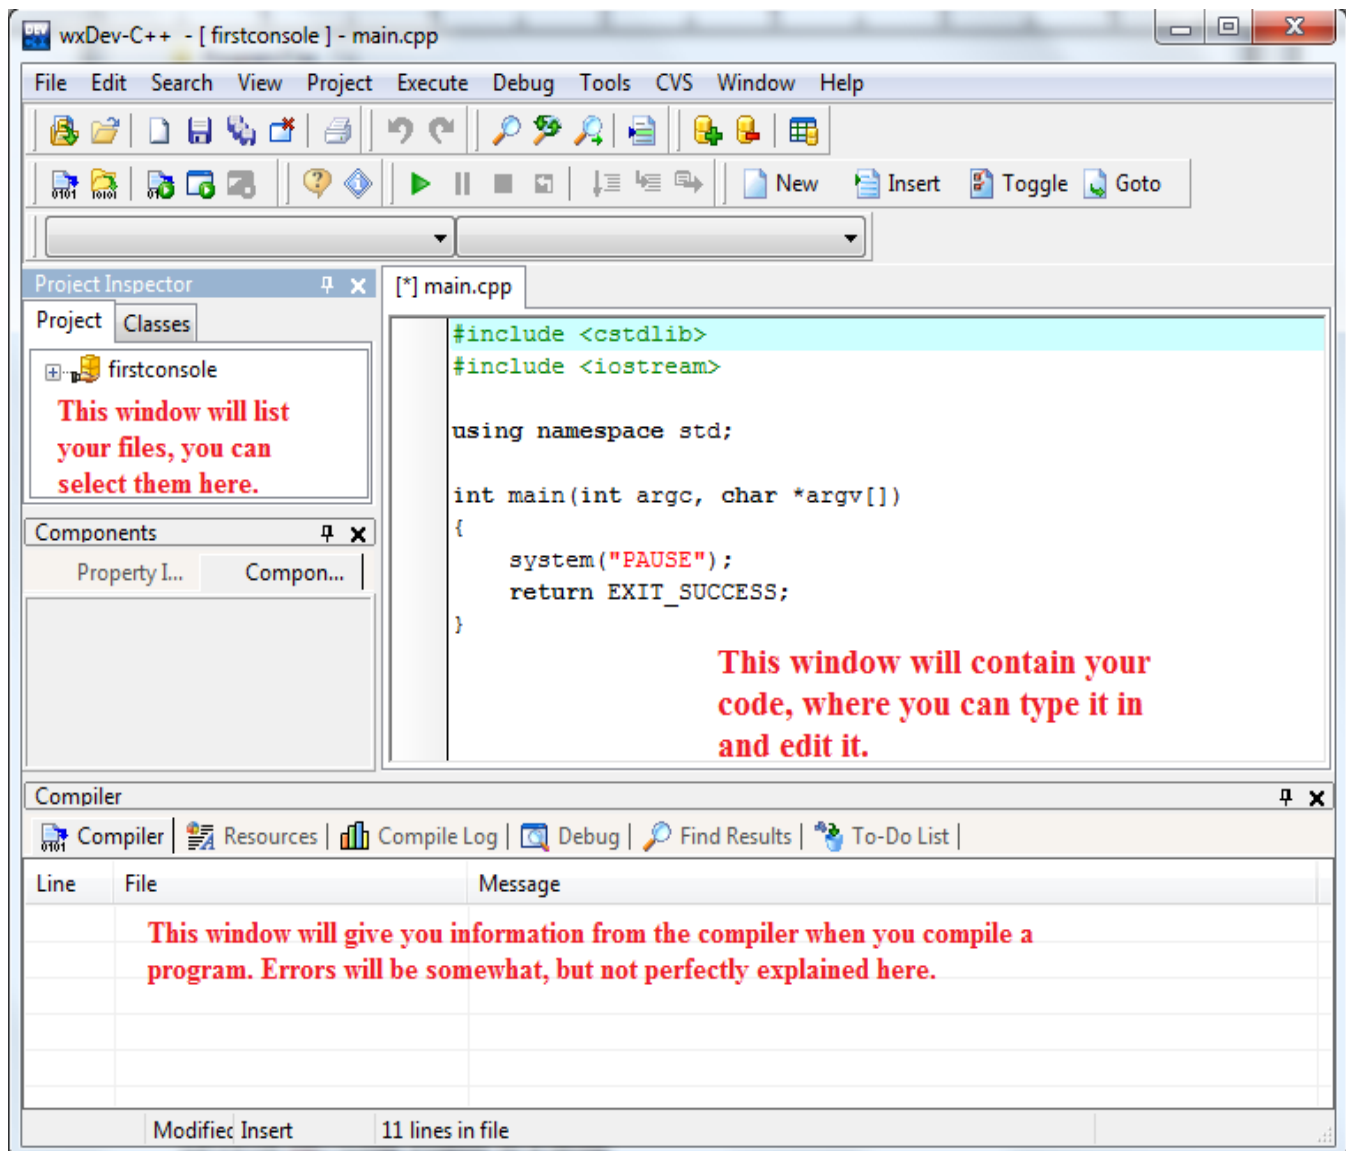 wxDev-C++ - [ firstconsole ] - main.cpp
File Edit Search View Project Execute Debug Tools CVS Window Help
New Insert Toggle Goto
Project Inspector
Project Classes
firstconsole
This window will list
your files, you can
select them here.
Components
Property I... Compon...
[*] main.cpp
#include <cstdlib>
#include <iostream>
using namespace std;
int main(int argc, char *argv[])
{
system("PAUSE");
return EXIT_SUCCESS;
}
This window will contain your
code, where you can type it in
and edit it.
Compiler
Compiler Resources Compile Log Debug Find Results To-Do List
Line File Message
This window will give you information from the compiler when you compile a
program. Errors will be somewhat, but not perfectly explained here.
Modified Insert 11 lines in file